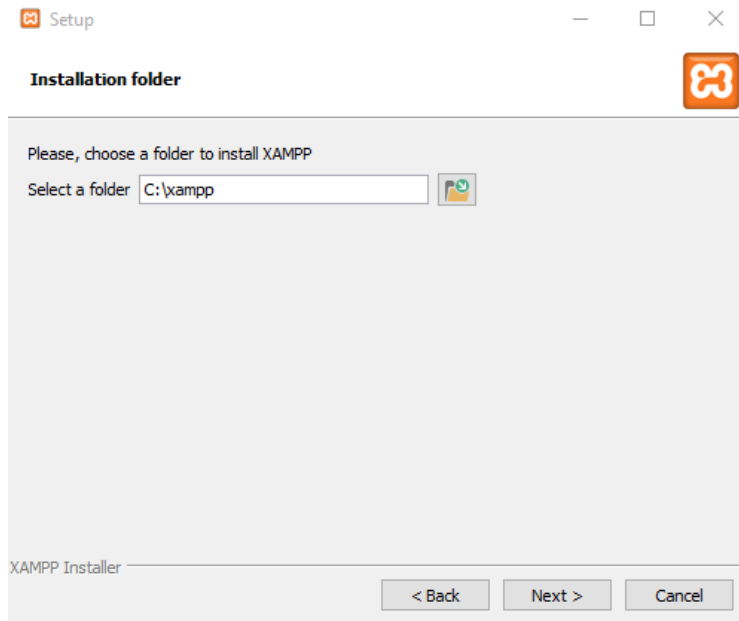 Setup
Installation folder
Please, choose a folder to install XAMPP
Select a folder C:\xampp
XAMPP Installer
< Back Next > Cancel